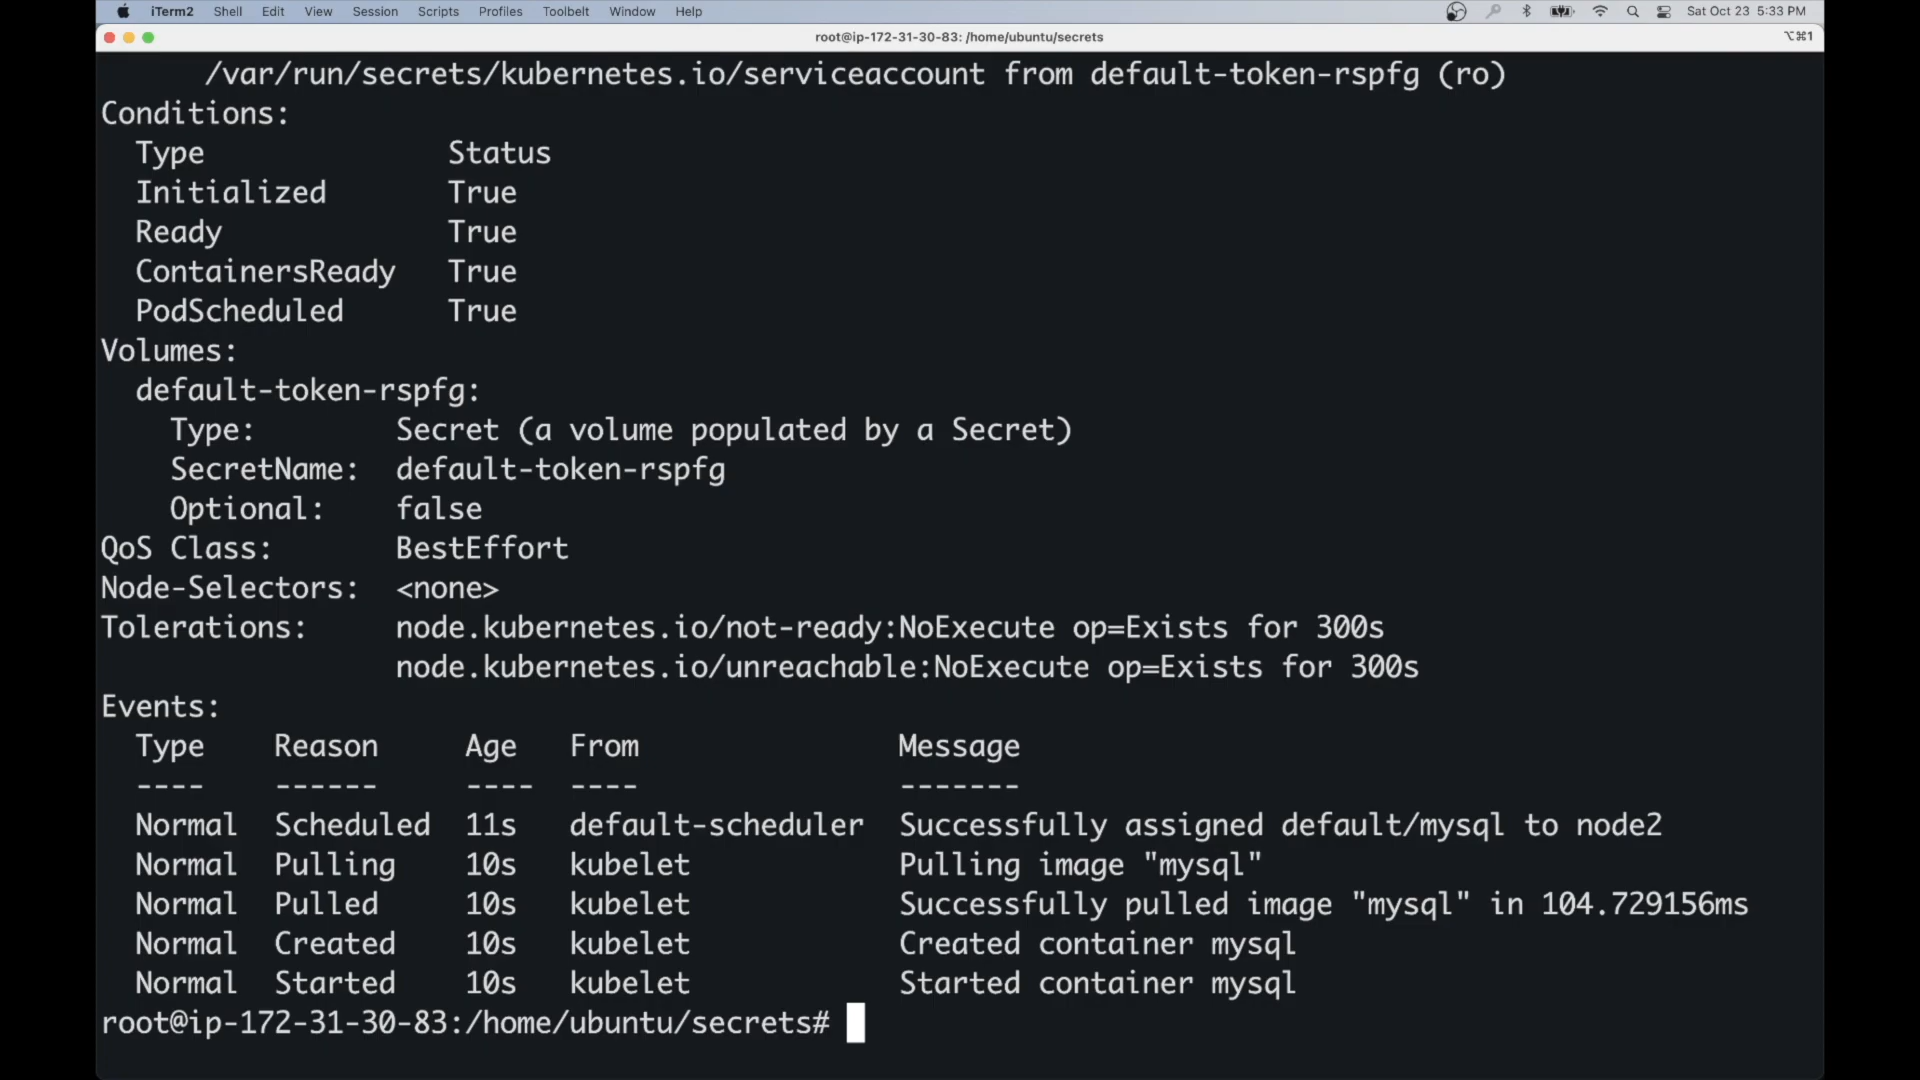 iTerm2 Shell Edit View Session Scripts Profiles Toolbelt Window Help Sat Oct 23 5:33 PM
root@ip-172-31-30-83: /home/ubuntu/secrets ⌥⌘1
/var/run/secrets/kubernetes.io/serviceaccount from default-token-rspfg (ro)
Conditions:
Type Status
Initialized True
Ready True
ContainersReady True
PodScheduled True
Volumes:
default-token-rspfg:
Type: Secret (a volume populated by a Secret)
SecretName: default-token-rspfg
Optional: false
QoS Class: BestEffort
Node-Selectors: <none>
Tolerations: node.kubernetes.io/not-ready:NoExecute op=Exists for 300s
node.kubernetes.io/unreachable:NoExecute op=Exists for 300s
Events:
Type Reason Age From Message
---- ------ ---- ---- -------
Normal Scheduled 11s default-scheduler Successfully assigned default/mysql to node2
Normal Pulling 10s kubelet Pulling image "mysql"
Normal Pulled 10s kubelet Successfully pulled image "mysql" in 104.729156ms
Normal Created 10s kubelet Created container mysql
Normal Started 10s kubelet Started container mysql
root@ip-172-31-30-83:/home/ubuntu/secrets#